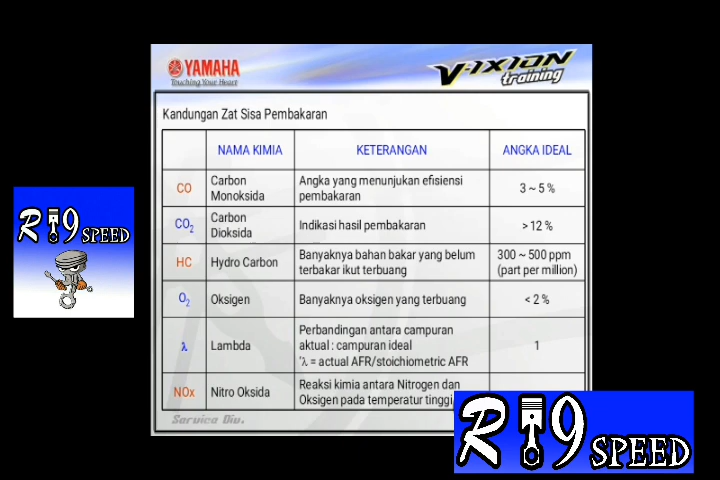 YAMAHA
Touching Your Heart
V-IXION
training
Kandungan Zat Sisa Pembakaran
NAMA KIMIA KETERANGAN ANGKA IDEAL
CO Carbon Monoksida Angka yang menunjukan efisiensi pembakaran 3 ~ 5 %
CO2 Carbon Dioksida Indikasi hasil pembakaran > 12 %
HC Hydro Carbon Banyaknya bahan bakar yang belum terbakar ikut terbuang 300 ~ 500 ppm (part per million)
O2 Oksigen Banyaknya oksigen yang terbuang < 2 %
λ Lambda Perbandingan antara campuran aktual : campuran ideal 'λ = actual AFR/stoichiometric AFR 1
NOx Nitro Oksida Reaksi kimia antara Nitrogen dan Oksigen pada temperatur tinggi
Service Div.
R19 SPEED
R19 SPEED